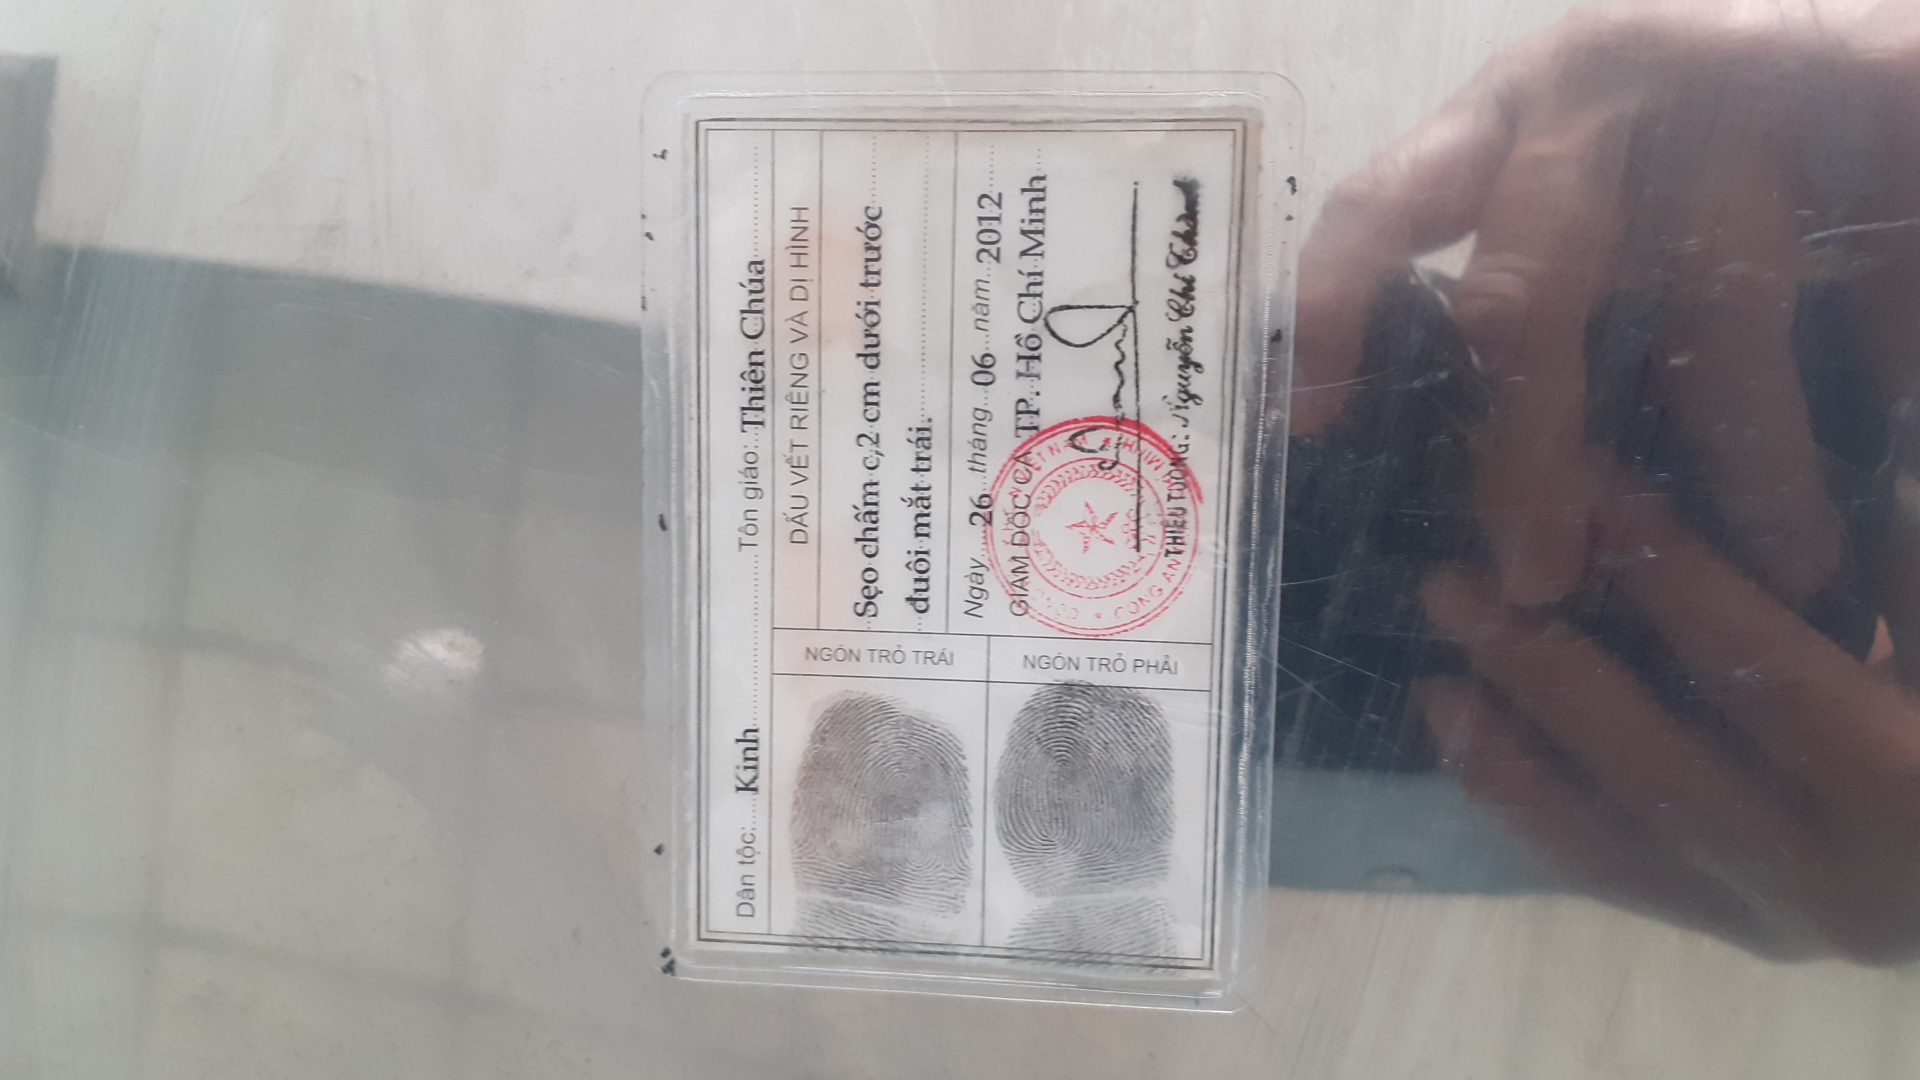 Dân tộc: Kinh Tôn giáo: Thiên Chúa
NGÓN TRỎ TRÁI
NGÓN TRỎ PHẢI
DẤU VẾT RIÊNG VÀ DỊ HÌNH
Sẹo chấm c,2 cm dưới trước
đuôi mắt trái.
Ngày 26 tháng 06 năm 2012
GIÁM ĐỐC CA TP. Hồ Chí Minh
CÔNG AN
THIẾU TƯỚNG: Nguyễn Chí Thành